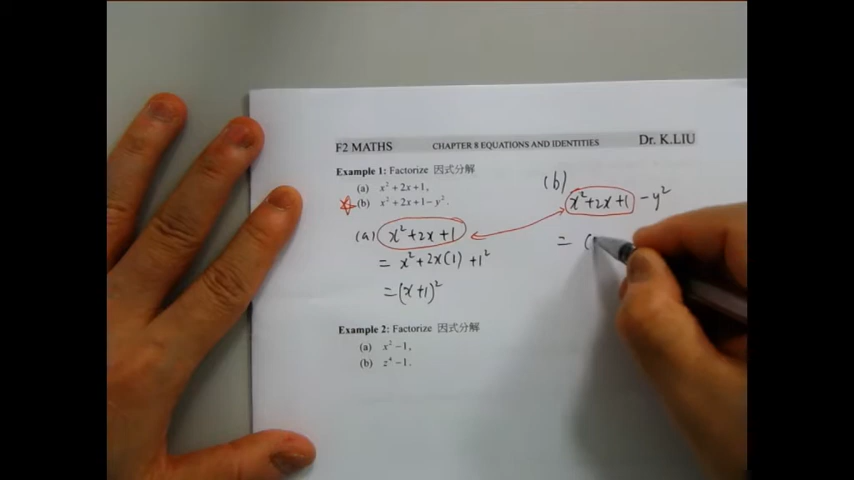 F2 MATHS CHAPTER 8 EQUATIONS AND IDENTITIES Dr. K.LIU
Example 1: Factorize 因式分解
(a) x² + 2x + 1,
(b) x² + 2x + 1 − y².
(a) x² + 2x + 1
= x² + 2x(1) + 1²
= (x + 1)²
(b) x² + 2x + 1 − y²
= (
Example 2: Factorize 因式分解
(a) x² − 1,
(b) z⁴ − 1.